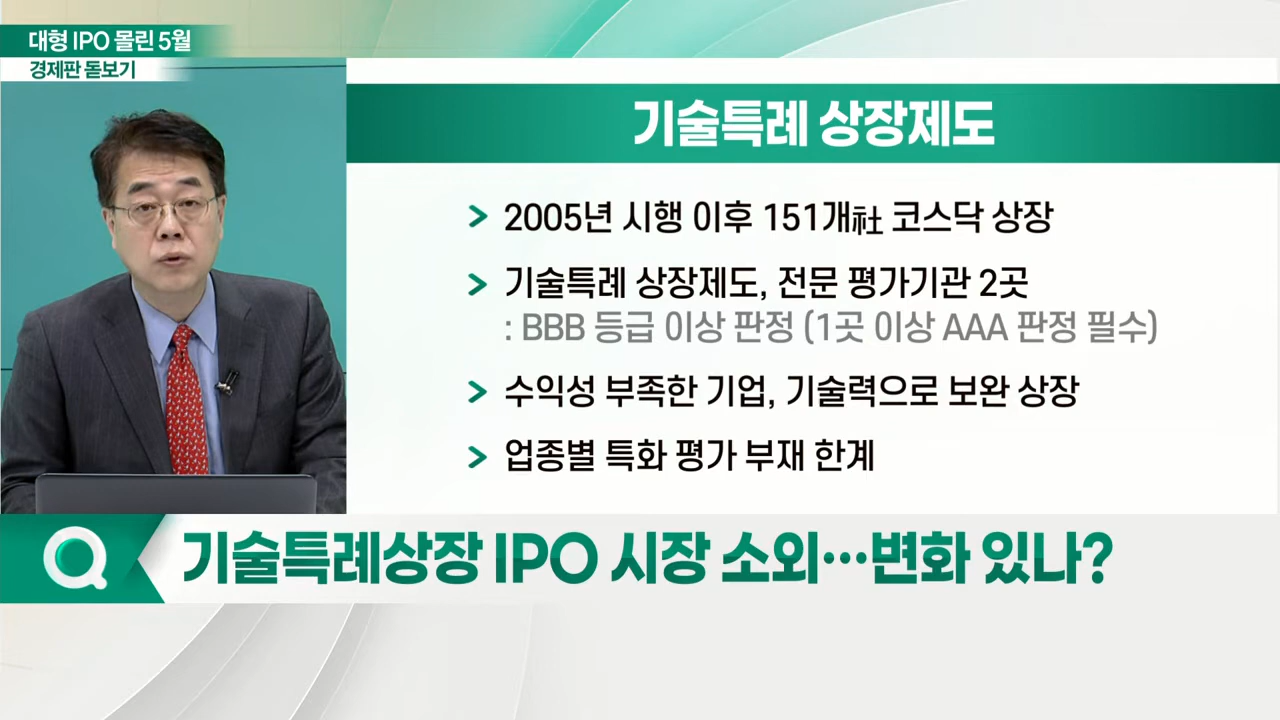 대형 IPO 몰린 5월
경제판 돋보기
기술특례 상장제도
> 2005년 시행 이후 151개社 코스닥 상장
> 기술특례 상장제도, 전문 평가기관 2곳
: BBB 등급 이상 판정 (1곳 이상 AAA 판정 필수)
> 수익성 부족한 기업, 기술력으로 보완 상장
> 업종별 특화 평가 부재 한계
Q 기술특례상장 IPO 시장 소외…변화 있나?